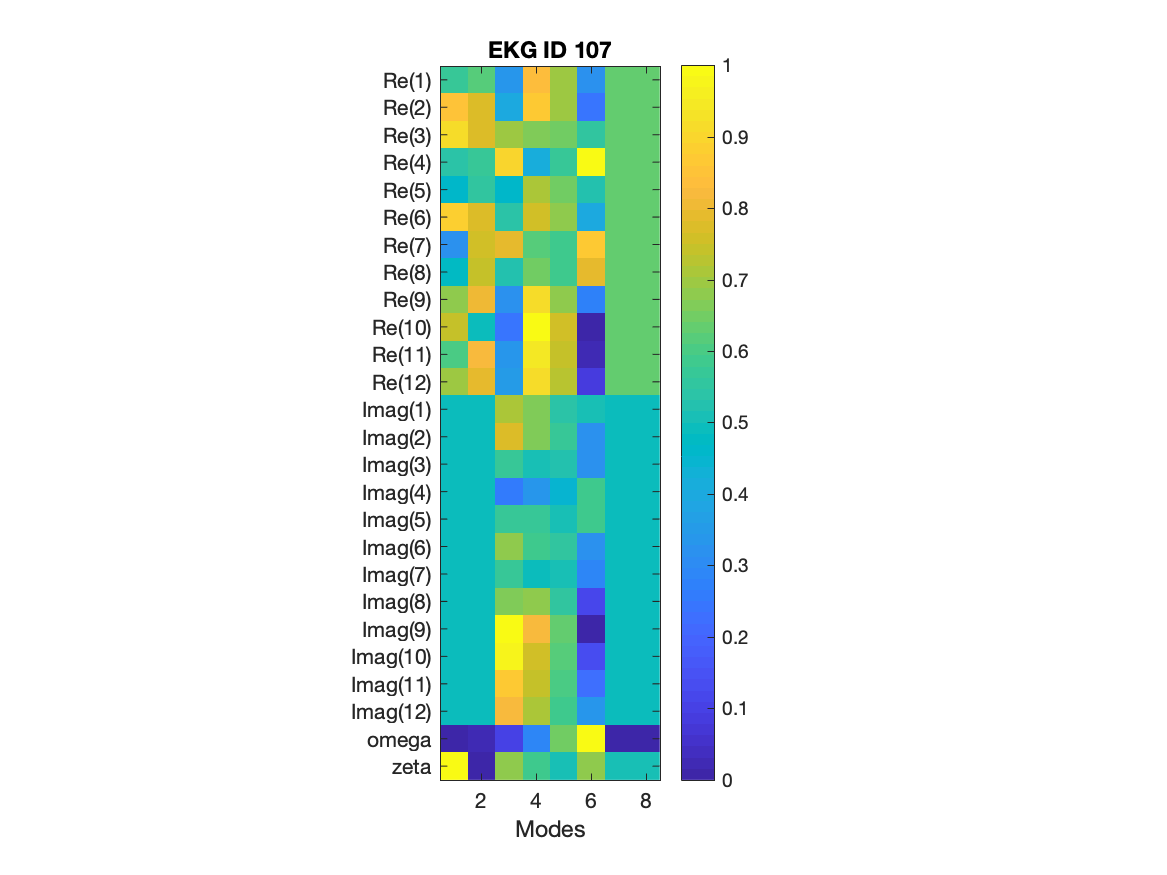 EKG ID 107
Re(1)
Re(2)
Re(3)
Re(4)
Re(5)
Re(6)
Re(7)
Re(8)
Re(9)
Re(10)
Re(11)
Re(12)
Imag(1)
Imag(2)
Imag(3)
Imag(4)
Imag(5)
Imag(6)
Imag(7)
Imag(8)
Imag(9)
Imag(10)
Imag(11)
Imag(12)
omega
zeta
2 4 6 8
Modes
1
0.9
0.8
0.7
0.6
0.5
0.4
0.3
0.2
0.1
0